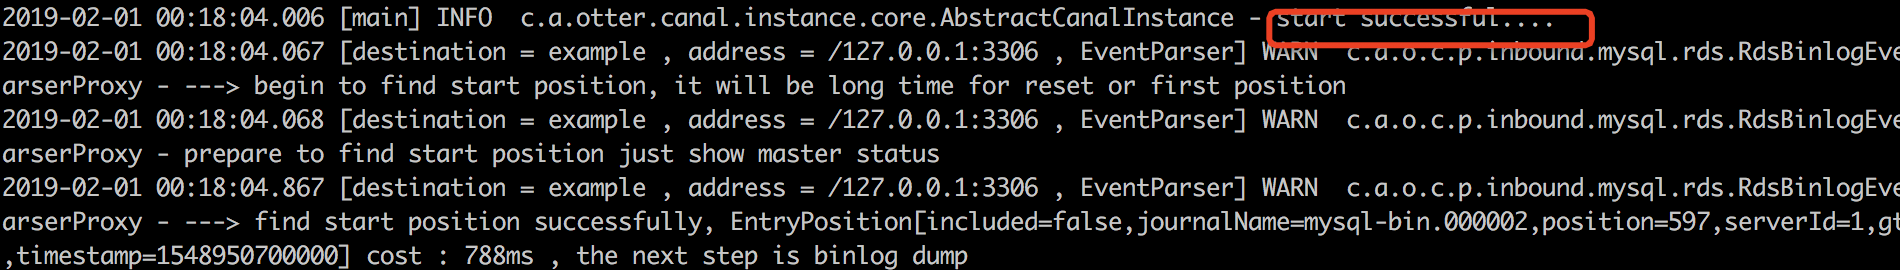 2019-02-01 00:18:04.006 [main] INFO  c.a.otter.canal.instance.core.AbstractCanalInstance - start successful....
2019-02-01 00:18:04.067 [destination = example , address = /127.0.0.1:3306 , EventParser] WARN  c.a.o.c.p.inbound.mysql.rds.RdsBinlogEve
arserProxy - ---> begin to find start position, it will be long time for reset or first position
2019-02-01 00:18:04.068 [destination = example , address = /127.0.0.1:3306 , EventParser] WARN  c.a.o.c.p.inbound.mysql.rds.RdsBinlogEve
arserProxy - prepare to find start position just show master status
2019-02-01 00:18:04.867 [destination = example , address = /127.0.0.1:3306 , EventParser] WARN  c.a.o.c.p.inbound.mysql.rds.RdsBinlogEve
arserProxy - ---> find start position successfully, EntryPosition[included=false,journalName=mysql-bin.000002,position=597,serverId=1,gt
,timestamp=1548950700000] cost : 788ms , the next step is binlog dump